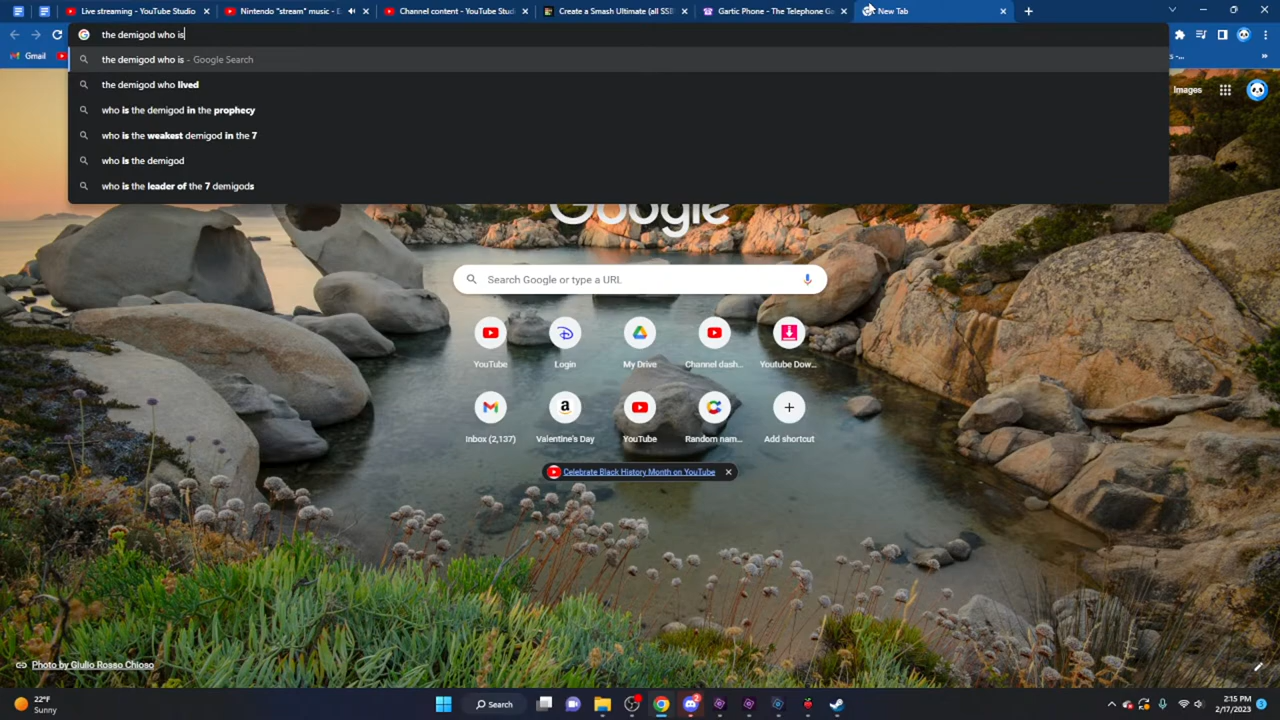 Live streaming - YouTube Studio
Nintendo "stream" music -
Channel content - YouTube Stud
Create a Smash Ultimate (all SSB
Gartic Phone - The Telephone Ga
New Tab
the demigod who is
Gmail
the demigod who is - Google Search
the demigod who lived
who is the demigod in the prophecy
who is the weakest demigod in the 7
who is the demigod
who is the leader of the 7 demigods
Images
Google
Search Google or type a URL
YouTube
Login
My Drive
Channel dash...
Youtube Dow...
Inbox (2,137)
Valentine's Day
YouTube
Random nam...
Add shortcut
Celebrate Black History Month on YouTube
Photo by Giulio Rosso Chioso
22°F
Sunny
Search
2
2:15 PM
2/17/2023